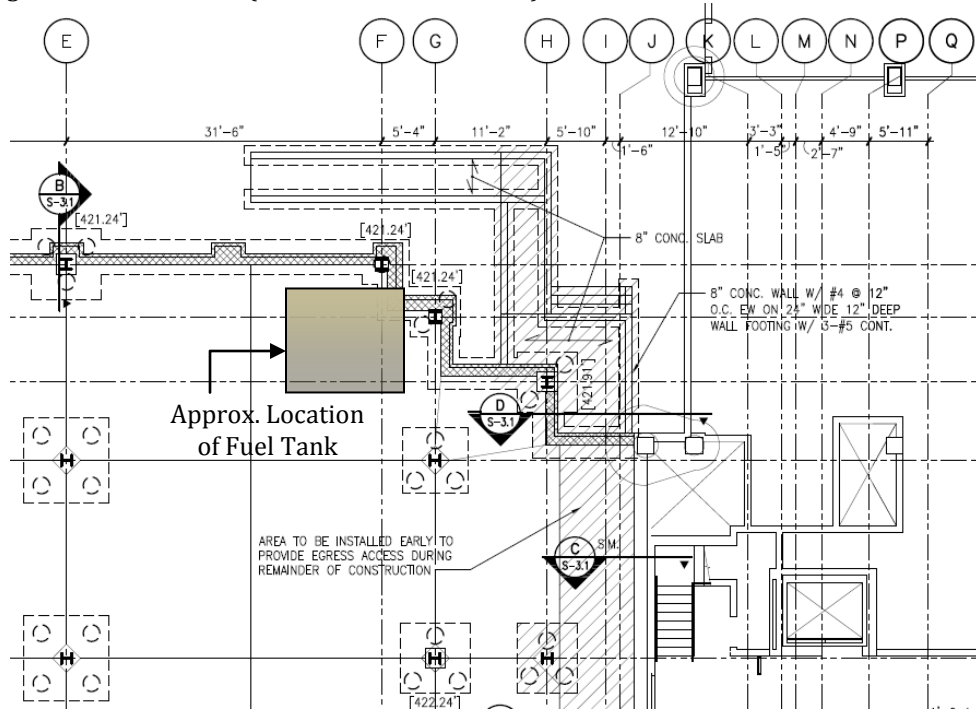 E F G H I J K L M N P Q
31'-6" 5'-4" 11'-2" 5'-10" 12'-10" 3'-3" 4'-9" 5'-11"
1'-6" 1'-5" 2'-7"
B
S-3.1
[421.24']
[421.24']
[421.24']
8" CONC. SLAB
8" CONC. WALL W/ #4 @ 12"
O.C. EW ON 24" WIDE 12" DEEP
WALL FOOTING W/ 3-#5 CONT.
[421.91]
Approx. Location
of Fuel Tank
D
S-3.1
AREA TO BE INSTALLED EARLY TO
PROVIDE EGRESS ACCESS DURING
REMAINDER OF CONSTRUCTION
C
S-3.1
SIM.
[422.24']